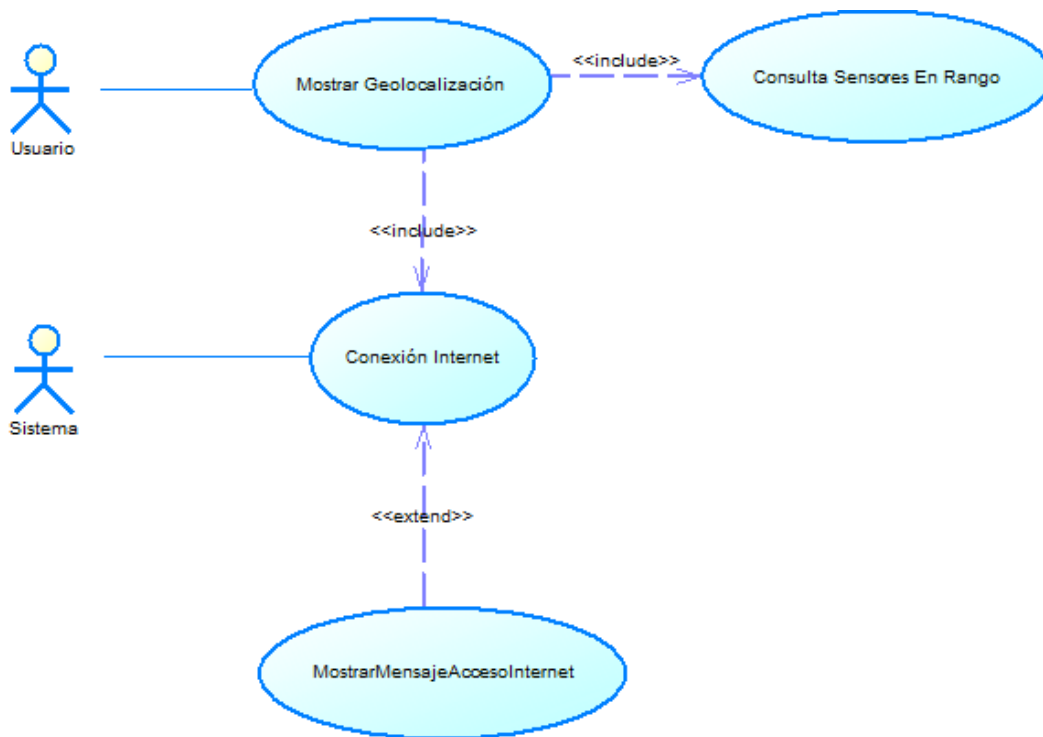 <<include>>
Mostrar Geolocalización
Consulta Sensores En Rango
Usuario
<<include>>
Conexión Internet
Sistema
<<extend>>
MostrarMensajeAccesoInternet